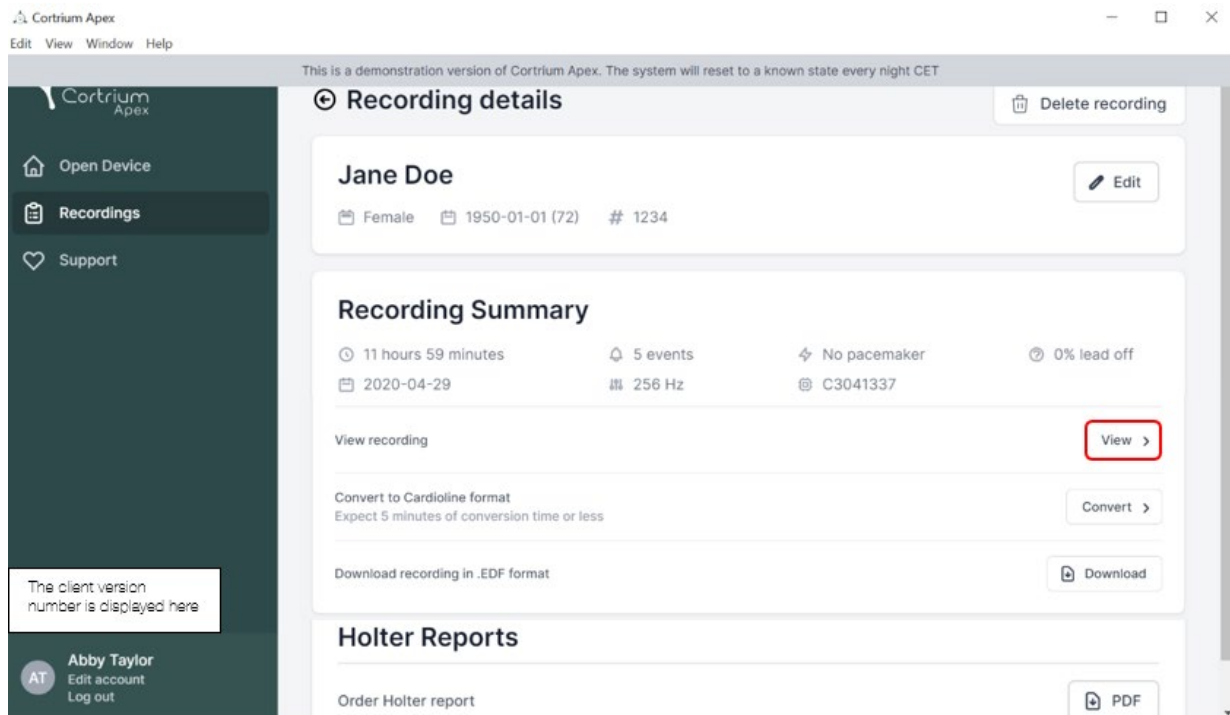 Cortrium Apex
Edit View Window Help
This is a demonstration version of Cortrium Apex. The system will reset to a known state every night CET
Cortrium
Apex
Open Device
Recordings
Support
The client version
number is displayed here
AT
Abby Taylor
Edit account
Log out
Recording details
Delete recording
Jane Doe
Edit
Female 1950-01-01 (72) # 1234
Recording Summary
11 hours 59 minutes 5 events No pacemaker 0% lead off
2020-04-29 256 Hz C3041337
View recording View >
Convert to Cardioline format
Expect 5 minutes of conversion time or less
Convert >
Download recording in .EDF format Download
Holter Reports
Order Holter report PDF